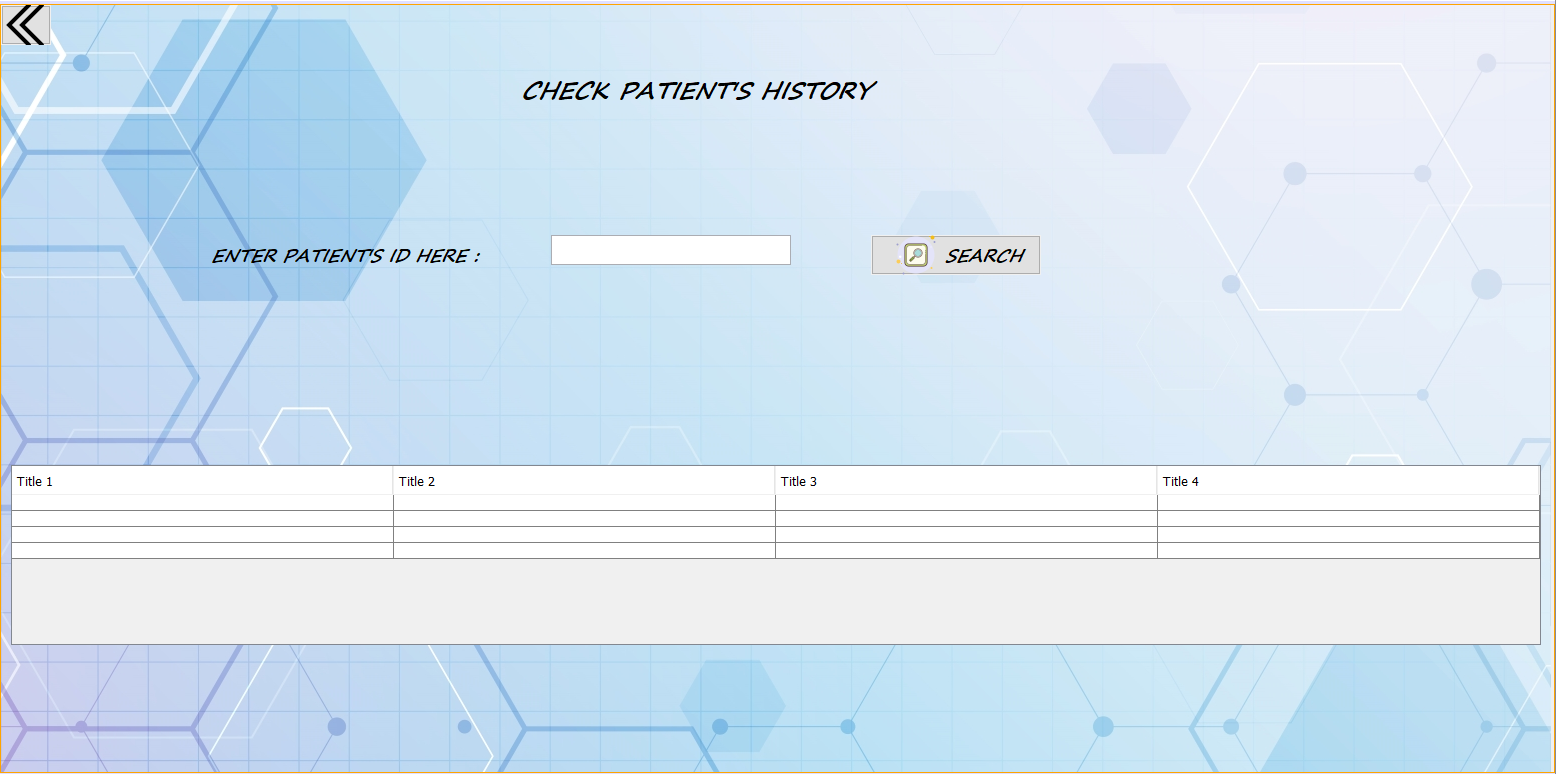 CHECK PATIENT'S HISTORY
ENTER PATIENT'S ID HERE :
SEARCH
Title 1 Title 2 Title 3 Title 4